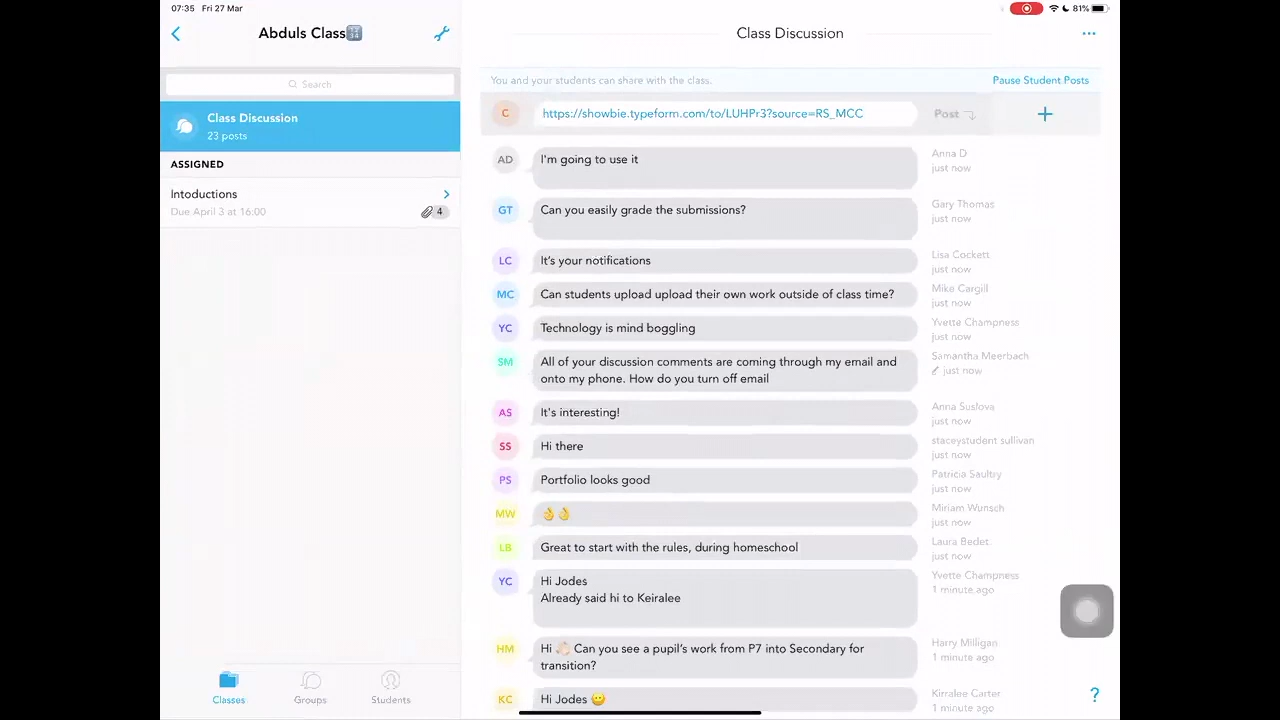 07:35 Fri 27 Mar
81%
Abduls Class
Class Discussion
Search
Class Discussion
23 posts
ASSIGNED
Intoductions
Due April 3 at 16:00
4
You and your students can share with the class.
Pause Student Posts
C
https://showbie.typeform.com/to/LUHPr3?source=RS_MCC
Post
AD
I'm going to use it
Anna D
just now
GT
Can you easily grade the submissions?
Gary Thomas
just now
LC
It's your notifications
Lisa Cockett
just now
MC
Can students upload upload their own work outside of class time?
Mike Cargill
just now
YC
Technology is mind boggling
Yvette Champness
just now
SM
All of your discussion comments are coming through my email and
onto my phone. How do you turn off email
Samantha Meerbach
just now
AS
It's interesting!
Anna Suslova
just now
SS
Hi there
staceystudent sullivan
just now
PS
Portfolio looks good
Patricia Saultry
just now
MW
👌👌
Miriam Wunsch
just now
LB
Great to start with the rules, during homeschool
Laura Bedet
just now
YC
Hi Jodes
Already said hi to Keiralee
Yvette Champness
1 minute ago
HM
Hi Can you see a pupil's work from P7 into Secondary for
transition?
Harry Milligan
1 minute ago
KC
Hi Jodes 🙂
Kirralee Carter
1 minute ago
Classes
Groups
Students
?